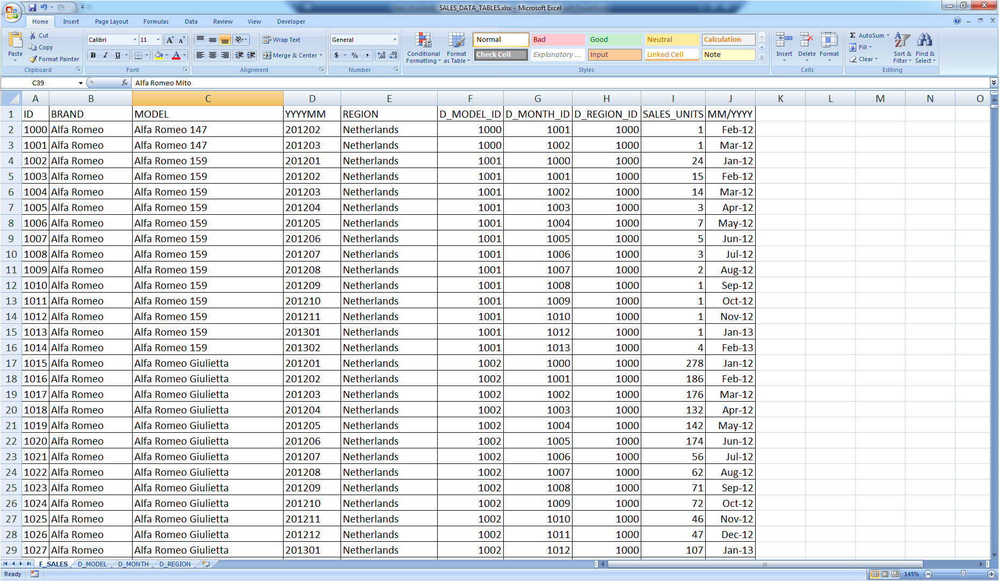 SALES_DATA_TABLES.xlsx - Microsoft Excel
Home Insert Page Layout Formulas Data Review View Developer
Paste Cut Copy Format Painter Clipboard
Calibri 11 B I U Font
Wrap Text Merge & Center Alignment
General $ % , Number
Conditional Formatting Format as Table
Normal Bad Good Neutral Calculation
Check Cell Explanatory ... Input Linked Cell Note
Styles
Insert Delete Format Cells
Σ AutoSum Fill Clear Sort & Filter Find & Select Editing
C39 fx Alfa Romeo Mito
A B C D E F G H I J K L M N O
1 ID BRAND MODEL YYYYMM REGION D_MODEL_ID D_MONTH_ID D_REGION_ID SALES_UNITS MM/YYYY
2 1000 Alfa Romeo Alfa Romeo 147 201202 Netherlands 1000 1001 1000 1 Feb-12
3 1001 Alfa Romeo Alfa Romeo 147 201203 Netherlands 1000 1002 1000 1 Mar-12
4 1002 Alfa Romeo Alfa Romeo 159 201201 Netherlands 1001 1000 1000 24 Jan-12
5 1003 Alfa Romeo Alfa Romeo 159 201202 Netherlands 1001 1001 1000 15 Feb-12
6 1004 Alfa Romeo Alfa Romeo 159 201203 Netherlands 1001 1002 1000 14 Mar-12
7 1005 Alfa Romeo Alfa Romeo 159 201204 Netherlands 1001 1003 1000 3 Apr-12
8 1006 Alfa Romeo Alfa Romeo 159 201205 Netherlands 1001 1004 1000 7 May-12
9 1007 Alfa Romeo Alfa Romeo 159 201206 Netherlands 1001 1005 1000 5 Jun-12
10 1008 Alfa Romeo Alfa Romeo 159 201207 Netherlands 1001 1006 1000 3 Jul-12
11 1009 Alfa Romeo Alfa Romeo 159 201208 Netherlands 1001 1007 1000 2 Aug-12
12 1010 Alfa Romeo Alfa Romeo 159 201209 Netherlands 1001 1008 1000 1 Sep-12
13 1011 Alfa Romeo Alfa Romeo 159 201210 Netherlands 1001 1009 1000 1 Oct-12
14 1012 Alfa Romeo Alfa Romeo 159 201211 Netherlands 1001 1010 1000 1 Nov-12
15 1013 Alfa Romeo Alfa Romeo 159 201301 Netherlands 1001 1012 1000 1 Jan-13
16 1014 Alfa Romeo Alfa Romeo 159 201302 Netherlands 1001 1013 1000 4 Feb-13
17 1015 Alfa Romeo Alfa Romeo Giulietta 201201 Netherlands 1002 1000 1000 278 Jan-12
18 1016 Alfa Romeo Alfa Romeo Giulietta 201202 Netherlands 1002 1001 1000 186 Feb-12
19 1017 Alfa Romeo Alfa Romeo Giulietta 201203 Netherlands 1002 1002 1000 176 Mar-12
20 1018 Alfa Romeo Alfa Romeo Giulietta 201204 Netherlands 1002 1003 1000 132 Apr-12
21 1019 Alfa Romeo Alfa Romeo Giulietta 201205 Netherlands 1002 1004 1000 142 May-12
22 1020 Alfa Romeo Alfa Romeo Giulietta 201206 Netherlands 1002 1005 1000 174 Jun-12
23 1021 Alfa Romeo Alfa Romeo Giulietta 201207 Netherlands 1002 1006 1000 56 Jul-12
24 1022 Alfa Romeo Alfa Romeo Giulietta 201208 Netherlands 1002 1007 1000 62 Aug-12
25 1023 Alfa Romeo Alfa Romeo Giulietta 201209 Netherlands 1002 1008 1000 71 Sep-12
26 1024 Alfa Romeo Alfa Romeo Giulietta 201210 Netherlands 1002 1009 1000 72 Oct-12
27 1025 Alfa Romeo Alfa Romeo Giulietta 201211 Netherlands 1002 1010 1000 46 Nov-12
28 1026 Alfa Romeo Alfa Romeo Giulietta 201212 Netherlands 1002 1011 1000 47 Dec-12
29 1027 Alfa Romeo Alfa Romeo Giulietta 201301 Netherlands 1002 1012 1000 107 Jan-13
F_SALES D_MODEL D_MONTH D_REGION
Ready 145%